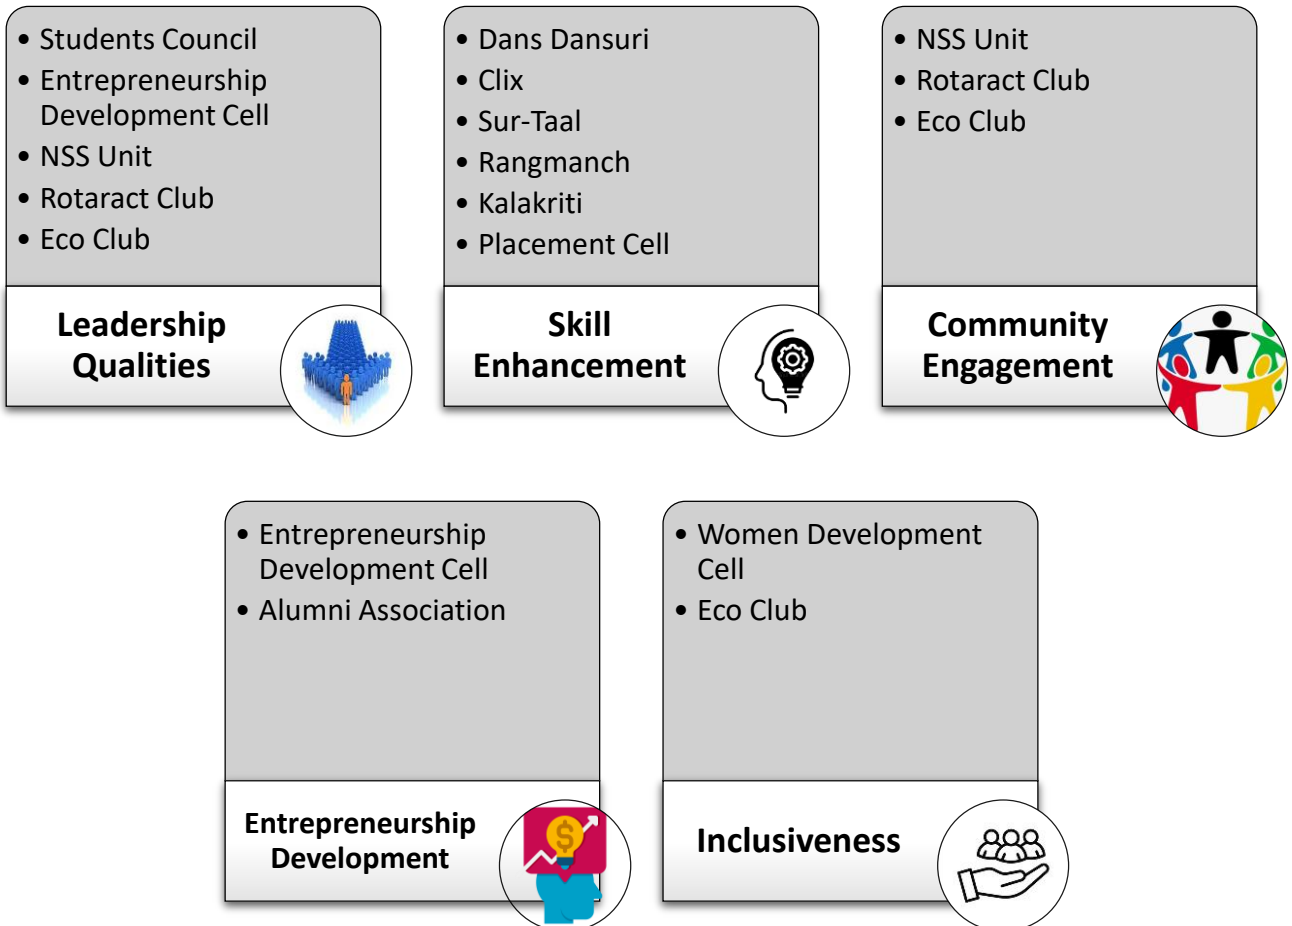 • Students Council
• Entrepreneurship
Development Cell
• NSS Unit
• Rotaract Club
• Eco Club
Leadership
Qualities
• Dans Dansuri
• Clix
• Sur-Taal
• Rangmanch
• Kalakriti
• Placement Cell
Skill
Enhancement
• NSS Unit
• Rotaract Club
• Eco Club
Community
Engagement
• Entrepreneurship
Development Cell
• Alumni Association
Entrepreneurship
Development
• Women Development
Cell
• Eco Club
Inclusiveness